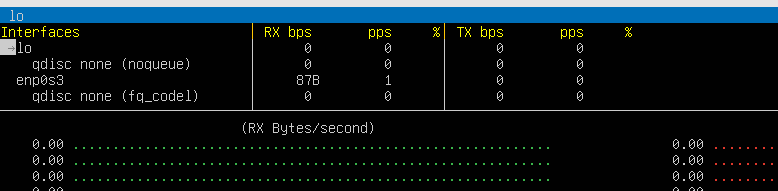 lo
Interfaces RX bps pps % TX bps pps %
→lo 0 0 0 0
qdisc none (noqueue) 0 0 0 0
enp0s3 87B 1 0 0
qdisc none (fq_codel) 0 0 0 0
(RX Bytes/second)
0.00 ............................................................ 0.00 ........
0.00 ............................................................ 0.00 ........
0.00 ............................................................ 0.00 ........